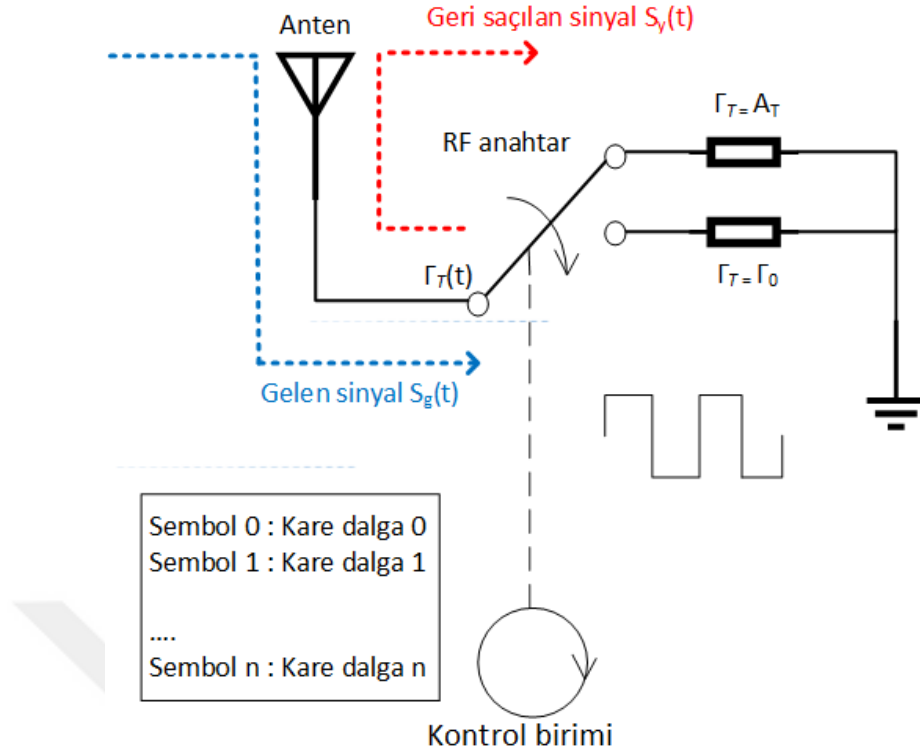 Geri saçılan sinyal Sy(t)
Anten
ΓT = AT
RF anahtar
ΓT(t)
ΓT = Γ0
Gelen sinyal Sg(t)
Sembol 0 : Kare dalga 0
Sembol 1 : Kare dalga 1
....
Sembol n : Kare dalga n
Kontrol birimi